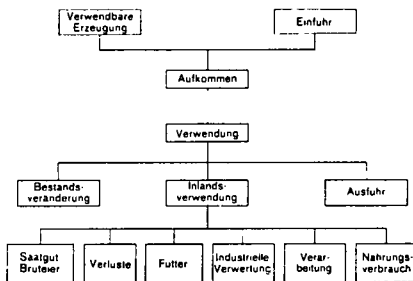 Verwendbare
Erzeugung
Einfuhr
Aufkommen
Verwendung
Bestands-
veränderung
Inlands-
verwendung
Ausfuhr
Saatgut
Bruteier
Verluste
Futter
Industrielle
Verwertung
Verar-
beitung
Nahrungs-
verbrauch